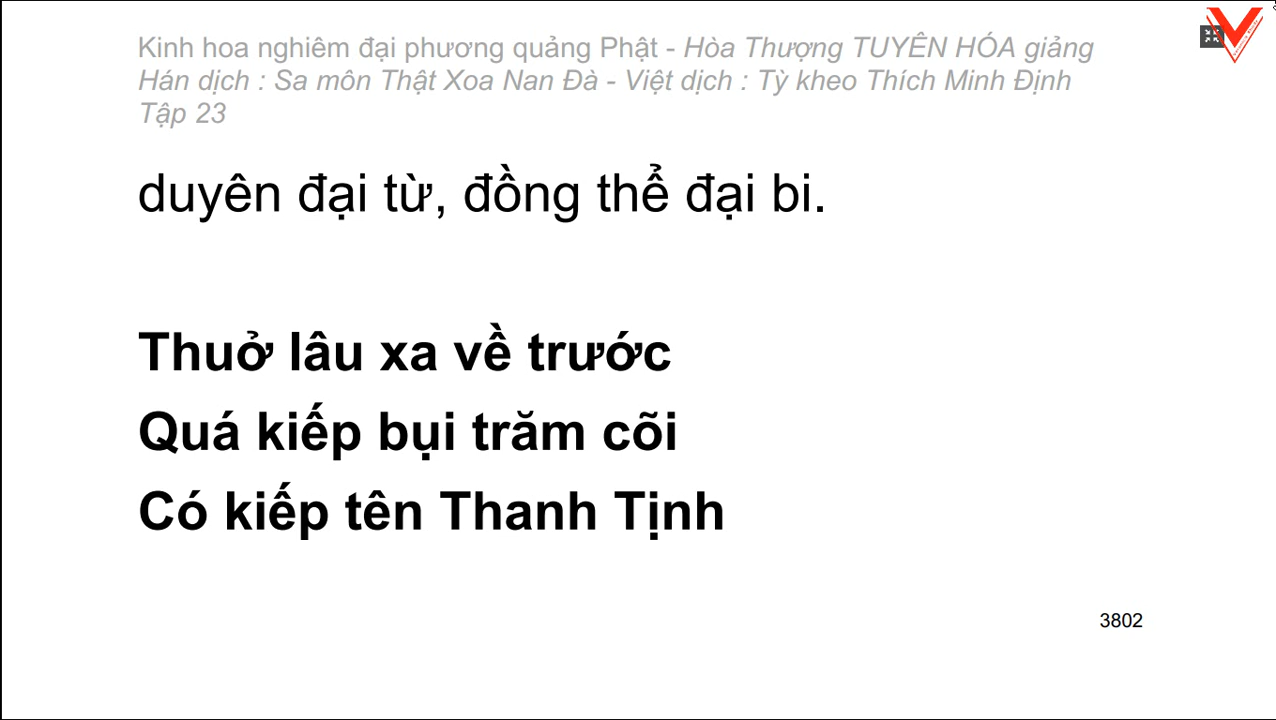 Kinh hoa nghiêm đại phương quảng Phật - Hòa Thượng TUYÊN HÓA giảng
Hán dịch : Sa môn Thật Xoa Nan Đà - Việt dịch : Tỳ kheo Thích Minh Định
Tập 23
duyên đại từ, đồng thể đại bi.
Thuở lâu xa về trước
Quá kiếp bụi trăm cõi
Có kiếp tên Thanh Tịnh
3802